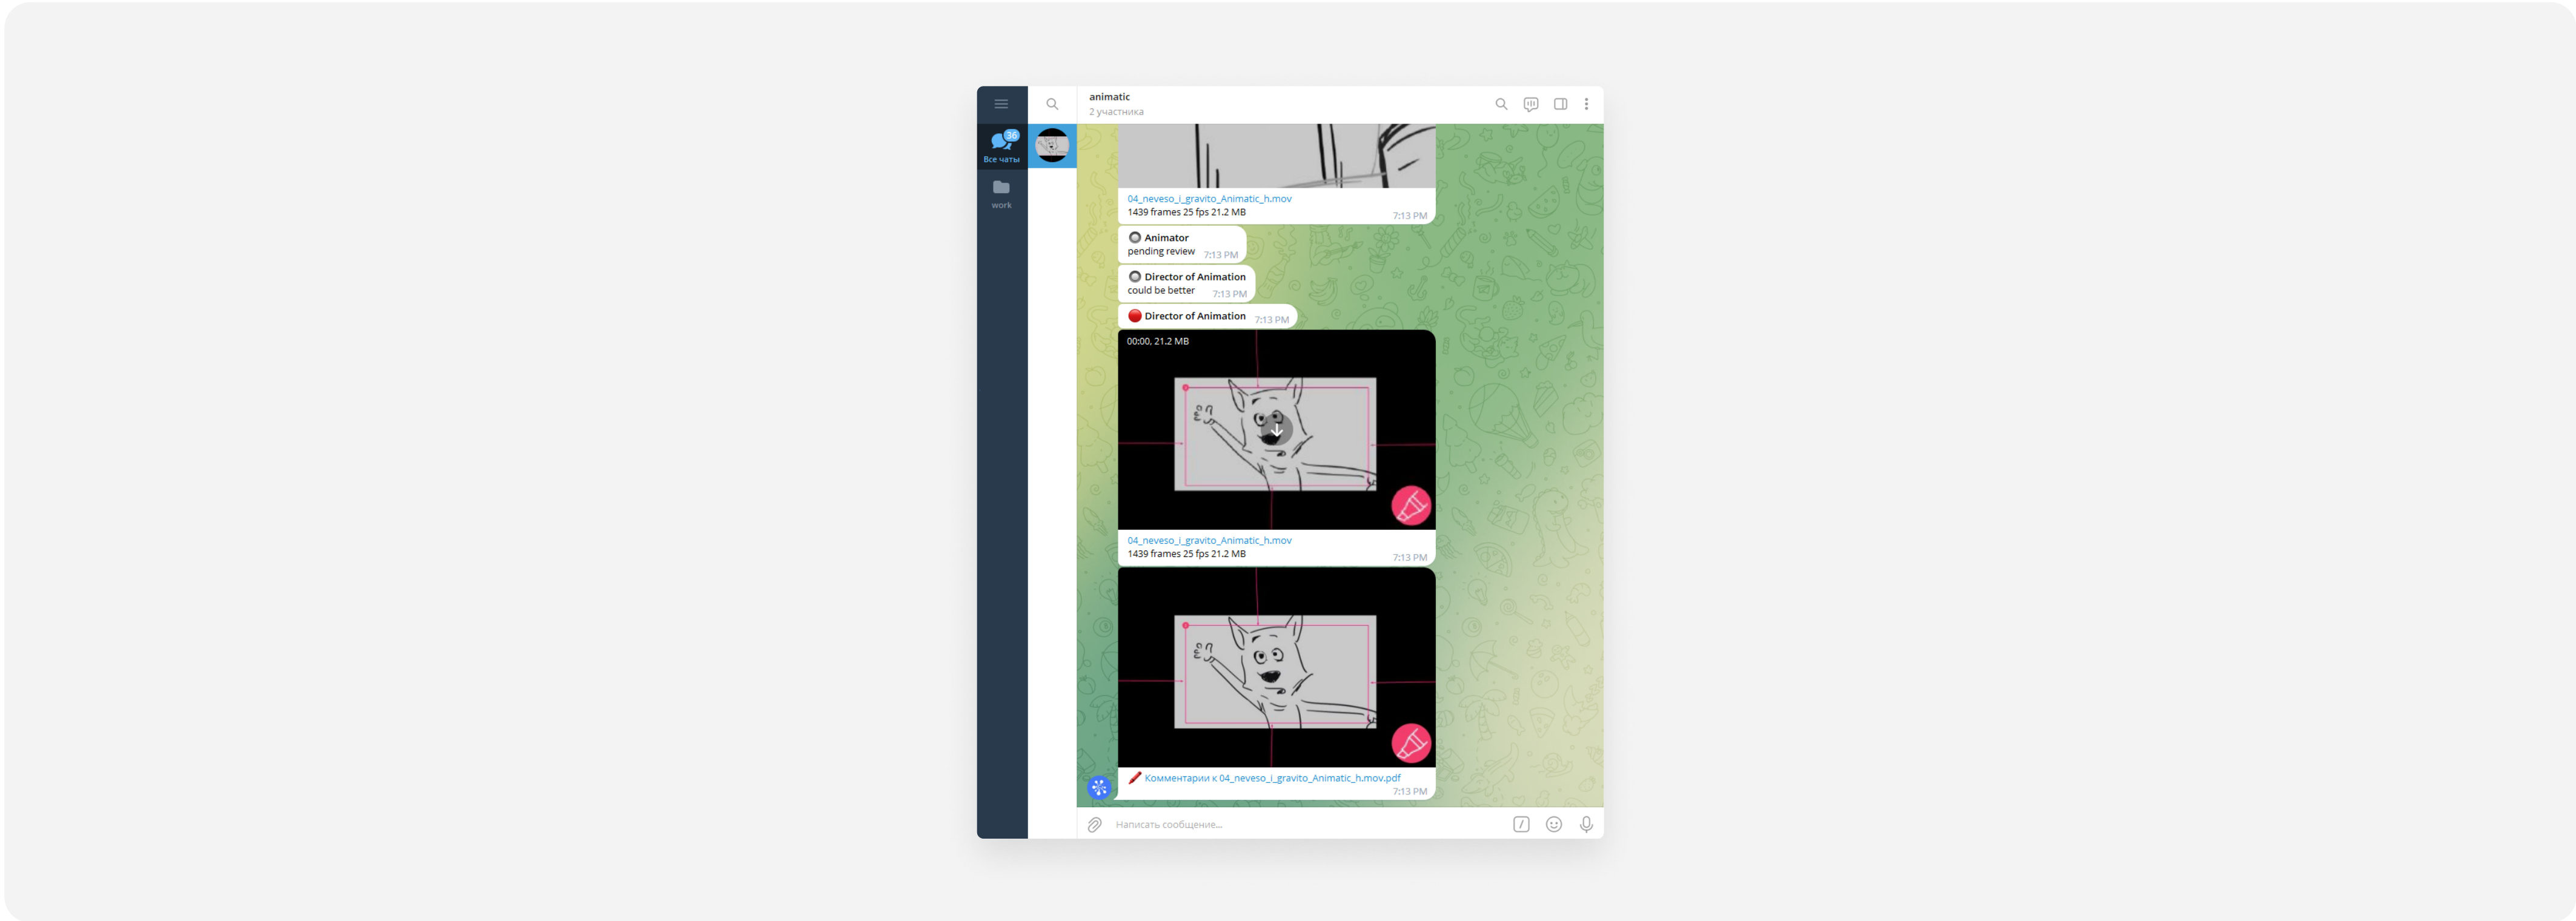 animatic
2 участника
36
Все чаты
work
04_neveso_i_gravito_Animatic_h.mov
1439 frames 25 fps 21.2 MB
7:13 PM
Animator
pending review 7:13 PM
Director of Animation
could be better 7:13 PM
Director of Animation 7:13 PM
00:00, 21.2 MB
04_neveso_i_gravito_Animatic_h.mov
1439 frames 25 fps 21.2 MB
7:13 PM
Комментарии к 04_neveso_i_gravito_Animatic_h.mov.pdf
7:13 PM
Написать сообщение...